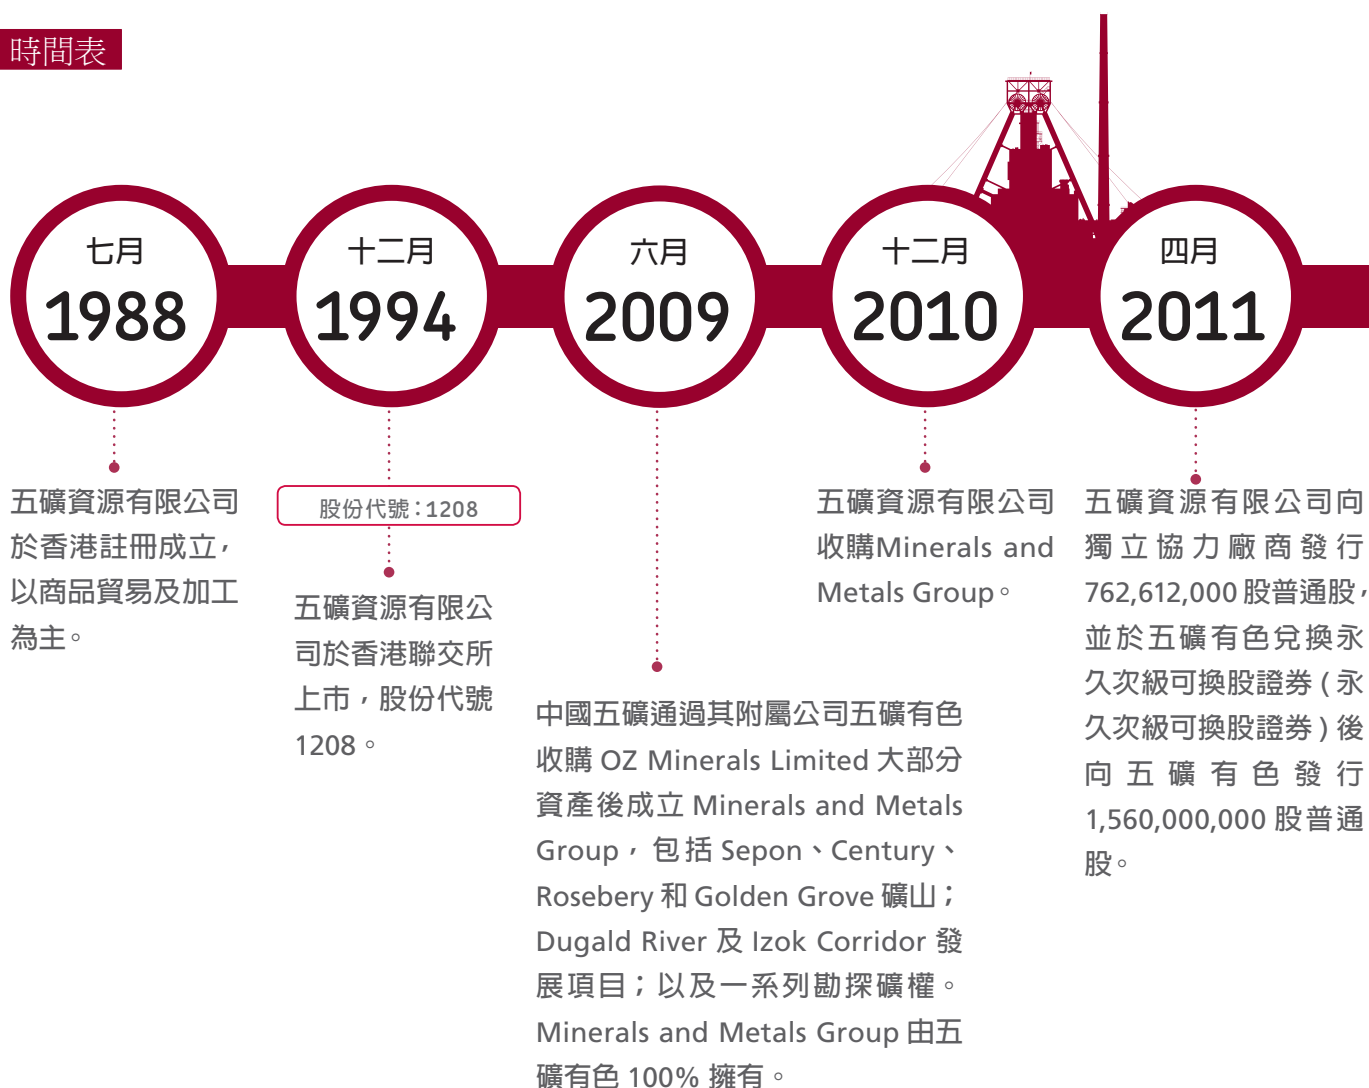 時間表
七月
1988
五礦資源有限公司
於香港註冊成立，
以商品貿易及加工
為主。
十二月
1994
股份代號：1208
五礦資源有限公
司於香港聯交所
上市，股份代號
1208。
六月
2009
中國五礦通過其附屬公司五礦有色
收購 OZ Minerals Limited 大部分
資產後成立 Minerals and Metals
Group，包括 Sepon、Century、
Rosebery 和 Golden Grove 礦山；
Dugald River 及 Izok Corridor 發
展項目；以及一系列勘探礦權。
Minerals and Metals Group 由五
礦有色 100% 擁有。
十二月
2010
五礦資源有限公司
收購Minerals and
Metals Group。
四月
2011
五礦資源有限公司向
獨立協力廠商發行
762,612,000 股普通股，
並於五礦有色兌換永
久次級可換股證券 ( 永
久次級可換股證券 ) 後
向五礦有色發行
1,560,000,000 股普通
股。